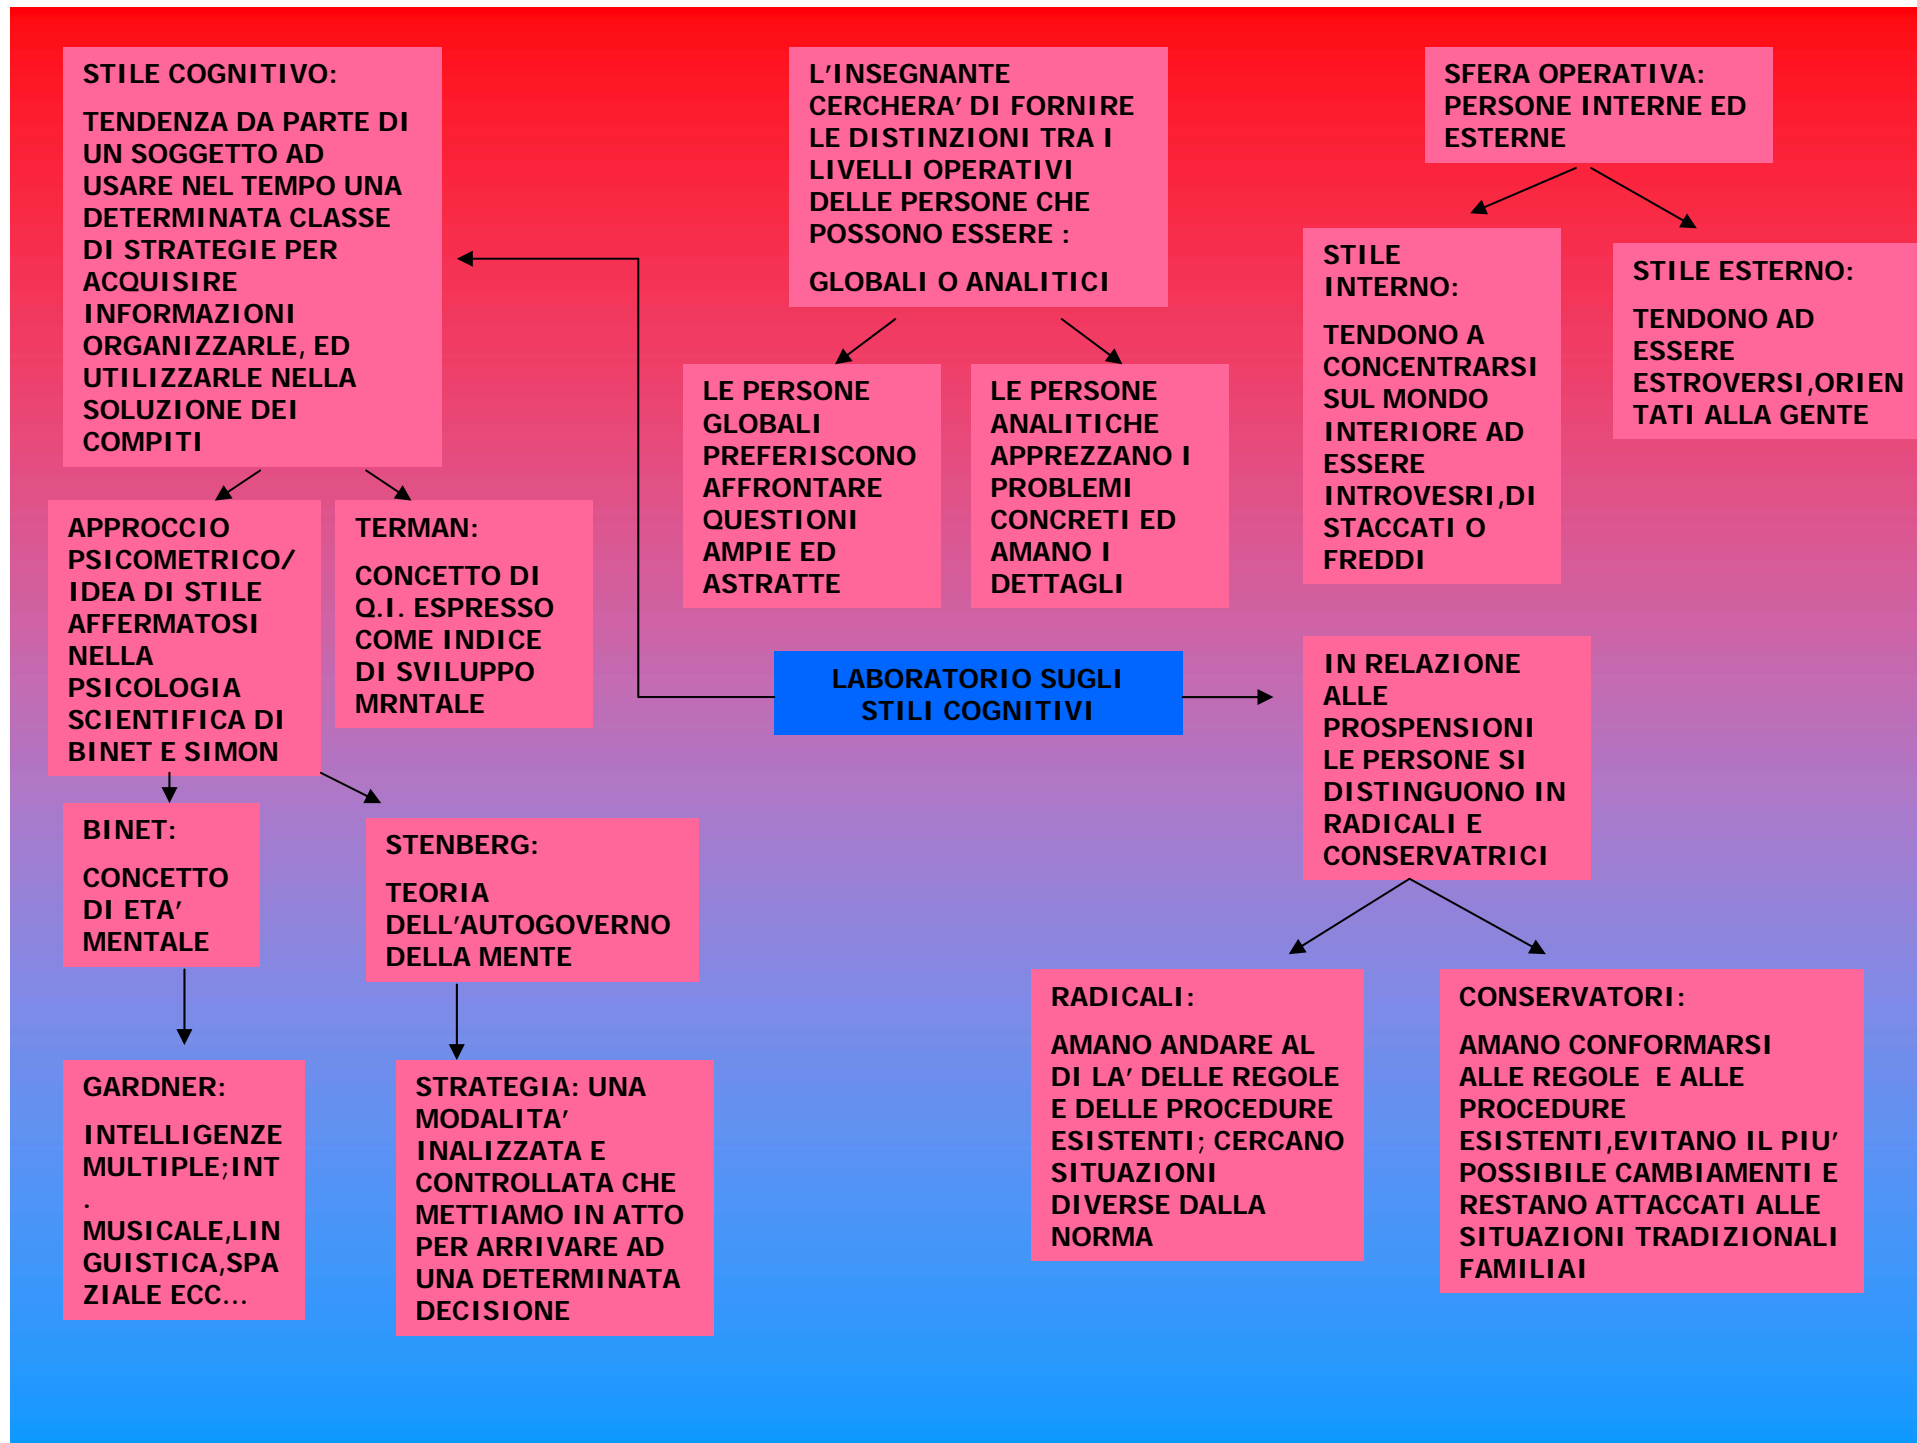 STILE COGNITIVO:
TENDENZA DA PARTE DI
UN SOGGETTO AD
USARE NEL TEMPO UNA
DETERMINATA CLASSE
DI STRATEGIE PER
ACQUISIRE
INFORMAZIONI
ORGANIZZARLE, ED
UTILIZZARLE NELLA
SOLUZIONE DEI
COMPITI
L'INSEGNANTE
CERCHERA' DI FORNIRE
LE DISTINZIONI TRA I
LIVELLI OPERATIVI
DELLE PERSONE CHE
POSSONO ESSERE :
GLOBALI O ANALITICI
SFERA OPERATIVA:
PERSONE INTERNE ED
ESTERNE
STILE
INTERNO:
TENDONO A
CONCENTRARSI
SUL MONDO
INTERIORE AD
ESSERE
INTROVESRI,DI
STACCATI O
FREDDI
STILE ESTERNO:
TENDONO AD
ESSERE
ESTROVERSI,ORIEN
TATI ALLA GENTE
LE PERSONE
GLOBALI
PREFERISCONO
AFFRONTARE
QUESTIONI
AMPIE ED
ASTRATTE
LE PERSONE
ANALITICHE
APPREZZANO I
PROBLEMI
CONCRETI ED
AMANO I
DETTAGLI
APPROCCIO
PSICOMETRICO/
IDEA DI STILE
AFFERMATOSI
NELLA
PSICOLOGIA
SCIENTIFICA DI
BINET E SIMON
TERMAN:
CONCETTO DI
Q.I. ESPRESSO
COME INDICE
DI SVILUPPO
MRNTALE
LABORATORIO SUGLI
STILI COGNITIVI
IN RELAZIONE
ALLE
PROSPENSIONI
LE PERSONE SI
DISTINGUONO IN
RADICALI E
CONSERVATRICI
BINET:
CONCETTO
DI ETA'
MENTALE
STENBERG:
TEORIA
DELL'AUTOGOVERNO
DELLA MENTE
RADICALI:
AMANO ANDARE AL
DI LA' DELLE REGOLE
E DELLE PROCEDURE
ESISTENTI; CERCANO
SITUAZIONI
DIVERSE DALLA
NORMA
CONSERVATORI:
AMANO CONFORMARSI
ALLE REGOLE  E ALLE
PROCEDURE
ESISTENTI,EVITANO IL PIU'
POSSIBILE CAMBIAMENTI E
RESTANO ATTACCATI ALLE
SITUAZIONI TRADIZIONALI
FAMILIAI
GARDNER:
INTELLIGENZE
MULTIPLE;INT
.
MUSICALE,LIN
GUISTICA,SPA
ZIALE ECC...
STRATEGIA: UNA
MODALITA'
INALIZZATA E
CONTROLLATA CHE
METTIAMO IN ATTO
PER ARRIVARE AD
UNA DETERMINATA
DECISIONE